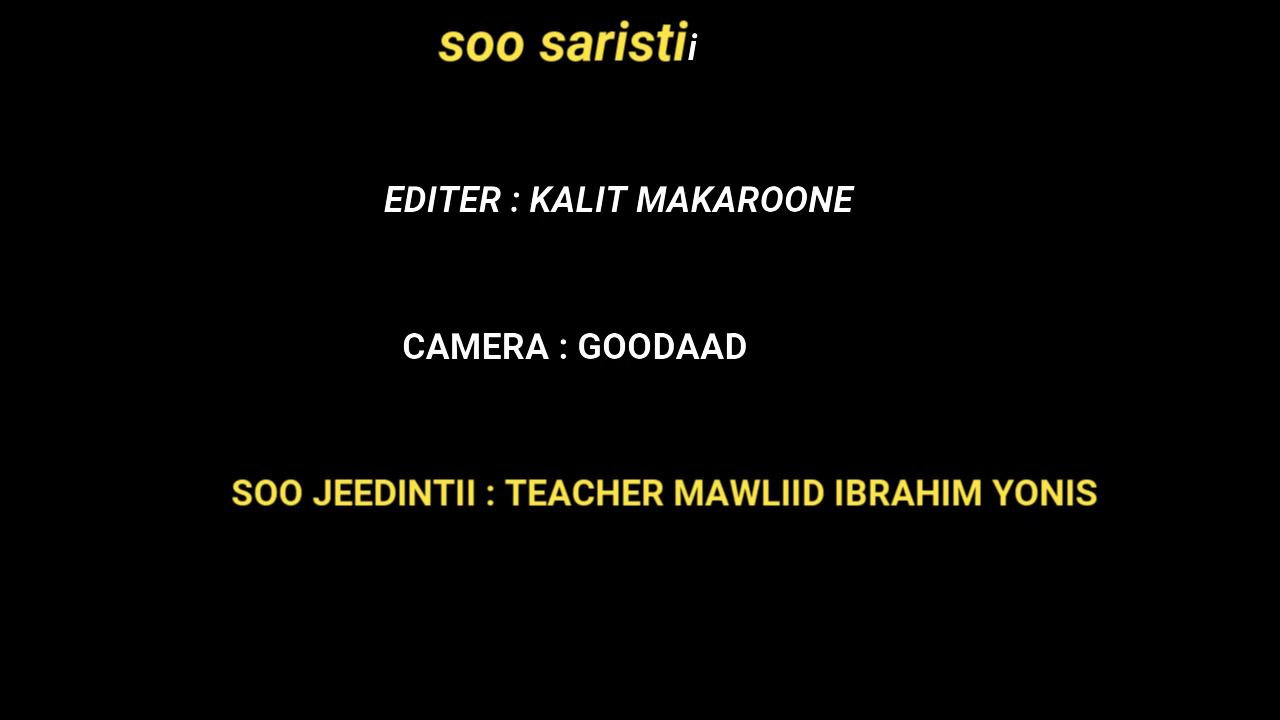 soo saristii
EDITER : KALIT MAKAROONE
CAMERA : GOODAAD
SOO JEEDINTII : TEACHER MAWLIID IBRAHIM YONIS